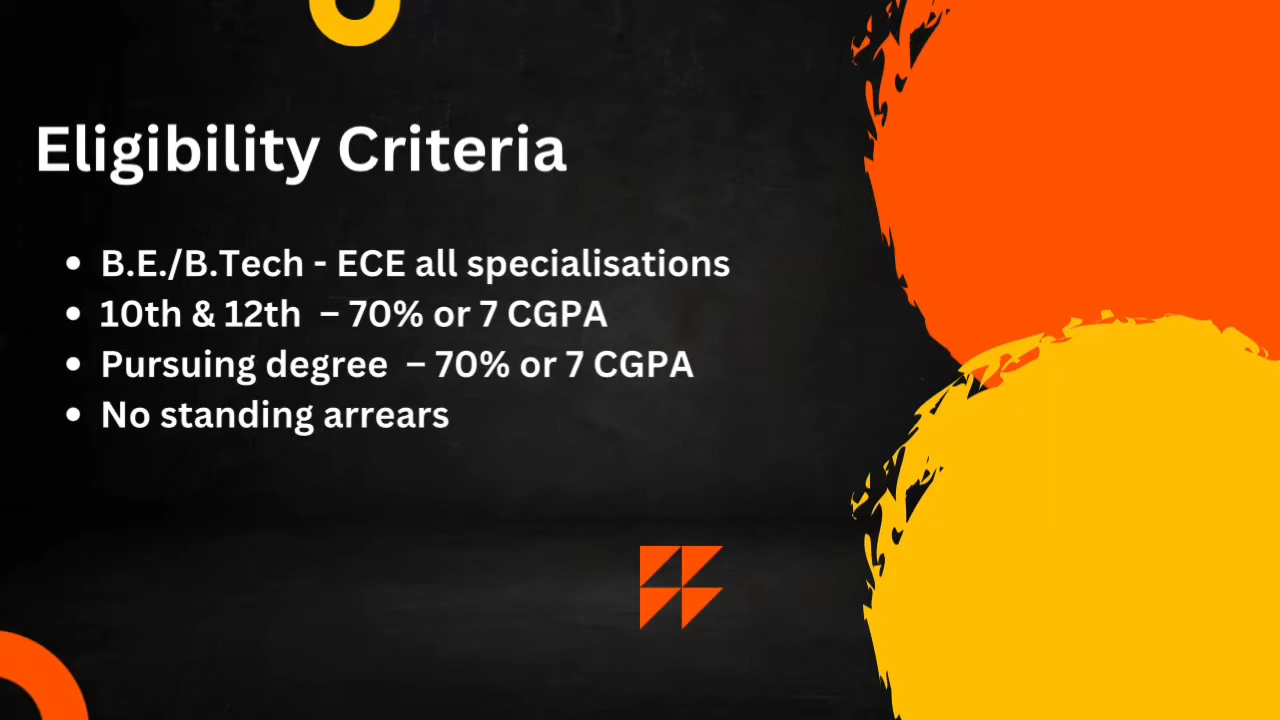 Eligibility Criteria
• B.E./B.Tech - ECE all specialisations
• 10th & 12th – 70% or 7 CGPA
• Pursuing degree – 70% or 7 CGPA
• No standing arrears